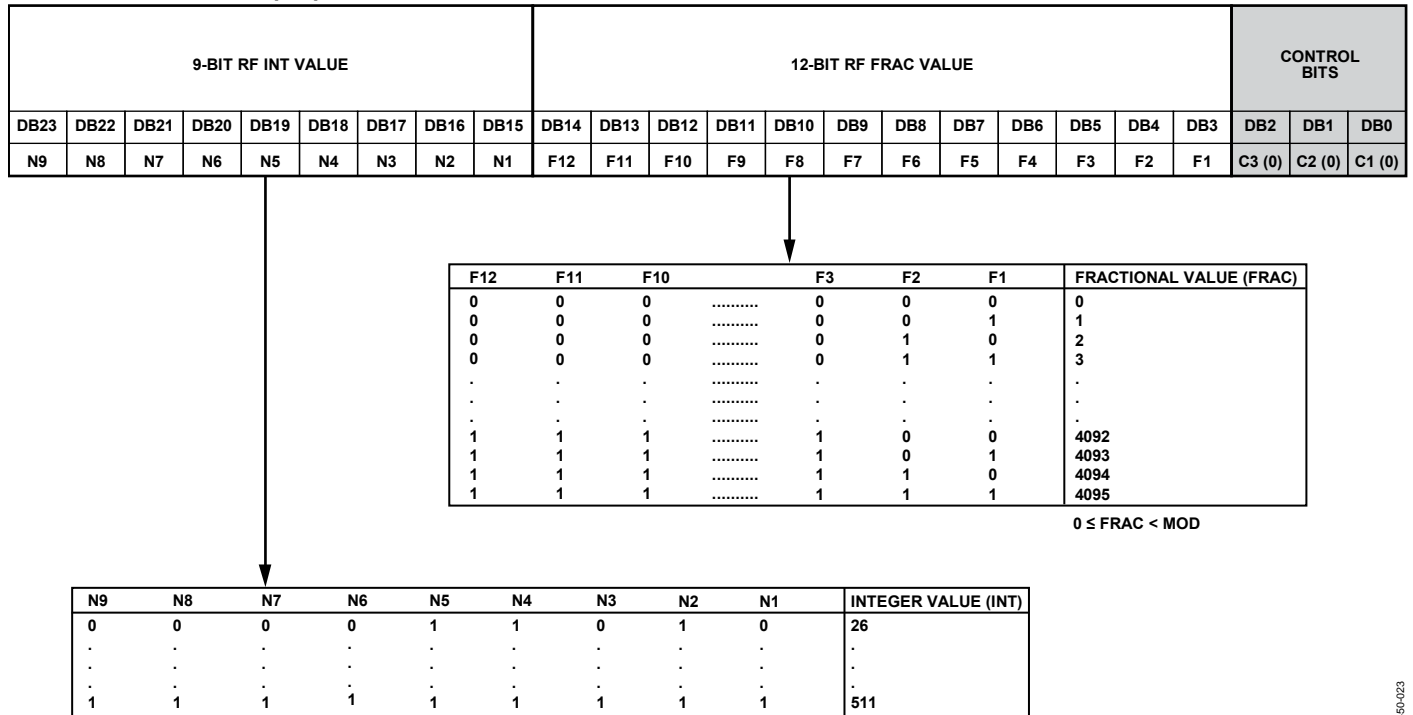 9-BIT RF INT VALUE 12-BIT RF FRAC VALUE CONTROL
BITS
DB23 DB22 DB21 DB20 DB19 DB18 DB17 DB16 DB15 DB14 DB13 DB12 DB11 DB10 DB9 DB8 DB7 DB6 DB5 DB4 DB3 DB2 DB1 DB0
N9 N8 N7 N6 N5 N4 N3 N2 N1 F12 F11 F10 F9 F8 F7 F6 F5 F4 F3 F2 F1 C3 (0) C2 (0) C1 (0)
F12 F11 F10 F3 F2 F1 FRACTIONAL VALUE (FRAC)
0 0 0 .......... 0 0 0 0
0 0 0 .......... 0 0 1 1
0 0 0 .......... 0 1 0 2
0 0 0 .......... 0 1 1 3
. . . .......... . . . .
. . . .......... . . . .
. . . .......... . . . .
1 1 1 .......... 1 0 0 4092
1 1 1 .......... 1 0 1 4093
1 1 1 .......... 1 1 0 4094
1 1 1 .......... 1 1 1 4095
0 ≤ FRAC < MOD
N9 N8 N7 N6 N5 N4 N3 N2 N1 INTEGER VALUE (INT)
0 0 0 0 1 1 0 1 0 26
. . . . . . . . . .
. . . . . . . . . .
. . . . . . . . . .
1 1 1 1 1 1 1 1 1 511
50-023